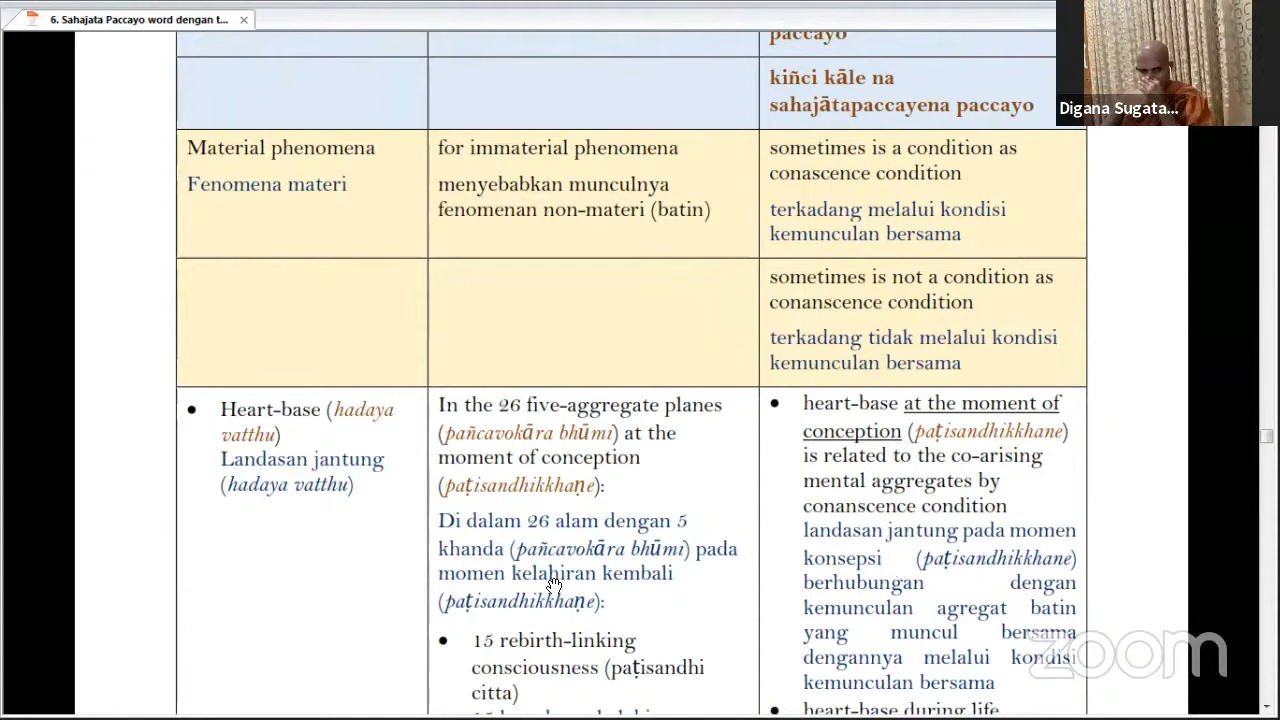 6. Sahajata Paccayo word dengan t...
paccayo
kiñci kāle na
sahajātapaccayena paccayo
Digana Sugata...
Material phenomena
Fenomena materi
for immaterial phenomena
menyebabkan munculnya
fenomenan non-materi (batin)
sometimes is a condition as
conascence condition
terkadang melalui kondisi
kemunculan bersama
sometimes is not a condition as
conanscence condition
terkadang tidak melalui kondisi
kemunculan bersama
• Heart-base (hadaya
vatthu)
Landasan jantung
(hadaya vatthu)
In the 26 five-aggregate planes
(pañcavokāra bhūmi) at the
moment of conception
(paṭisandhikkhaṇe):
Di dalam 26 alam dengan 5
khanda (pañcavokāra bhūmi) pada
momen kelahiran kembali
(paṭisandhikkhaṇe):
• 15 rebirth-linking
consciousness (paṭisandhi
citta)
• heart-base at the moment of
conception (paṭisandhikkhane)
is related to the co-arising
mental aggregates by
conanscence condition
landasan jantung pada momen
konsepsi (paṭisandhikkhane)
berhubungan dengan
kemunculan agregat batin
yang muncul bersama
dengannya melalui kondisi
kemunculan bersama
• heart-base during life
zoom